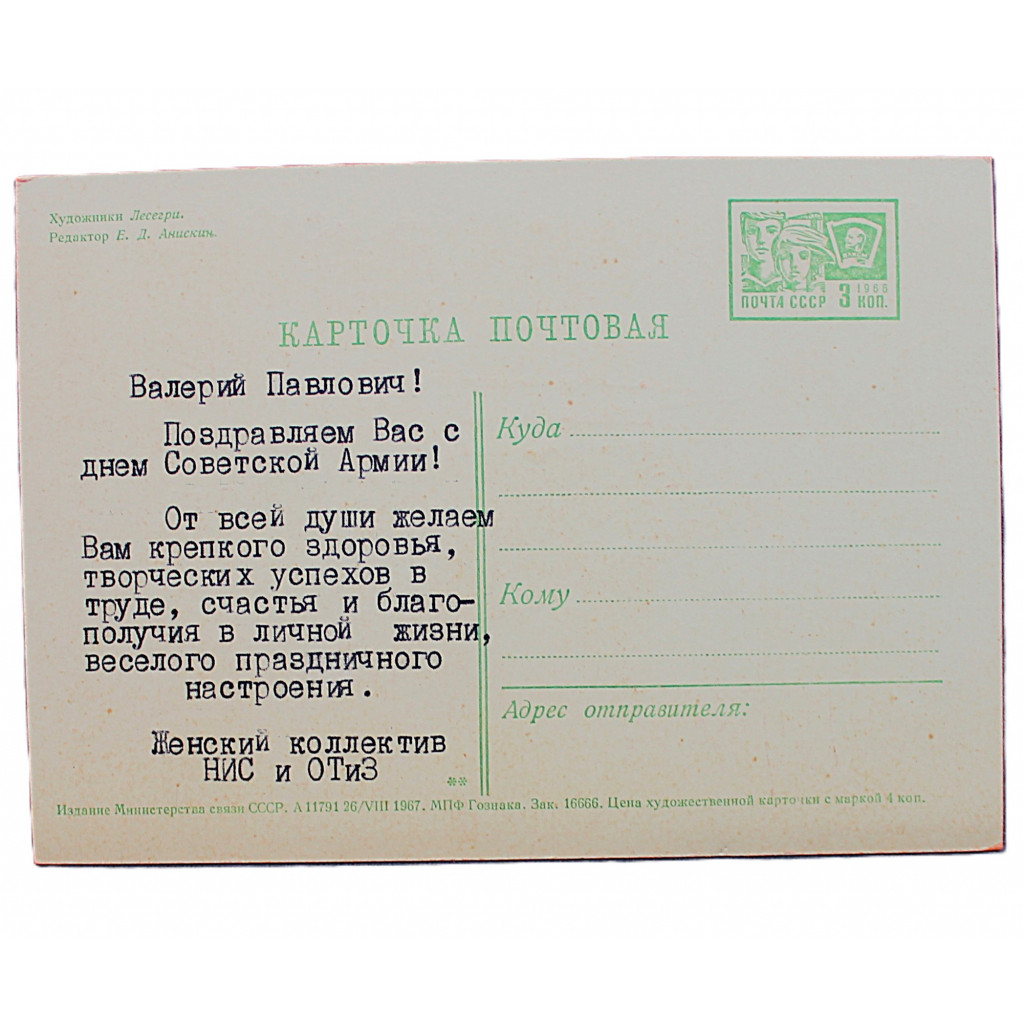 Художники Лесегри.
Редактор Е. Д. Анискин.
1966
ПОЧТА СССР 3 КОП.
КАРТОЧКА ПОЧТОВАЯ
Валерий Павлович!
Поздравляем Вас с
днем Советской Армии!
От всей души желаем
Вам крепкого здоровья,
творческих успехов в
труде, счастья и благо-
получия в личной жизни,
веселого праздничного
настроения.
Женский коллектив
НИС и ОТиЗ
**
Куда
Кому
Адрес отправителя:
Издание Министерства связи СССР. А 11791 26/VIII 1967. МПФ Гознака. Зак. 16666. Цена художественной карточки с маркой 4 коп.